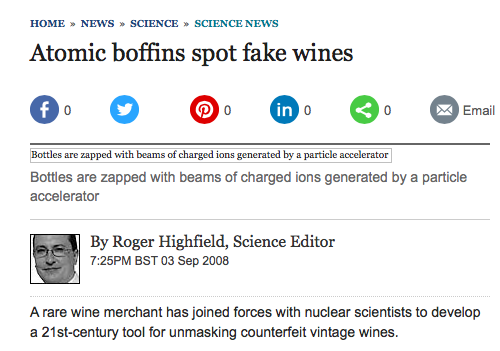 HOME » NEWS » SCIENCE » SCIENCE NEWS
Atomic boffins spot fake wines
0 0 0 0 Email
Bottles are zapped with beams of charged ions generated by a particle accelerator
Bottles are zapped with beams of charged ions generated by a particle
accelerator
By Roger Highfield, Science Editor
7:25PM BST 03 Sep 2008
A rare wine merchant has joined forces with nuclear scientists to develop
a 21st-century tool for unmasking counterfeit vintage wines.